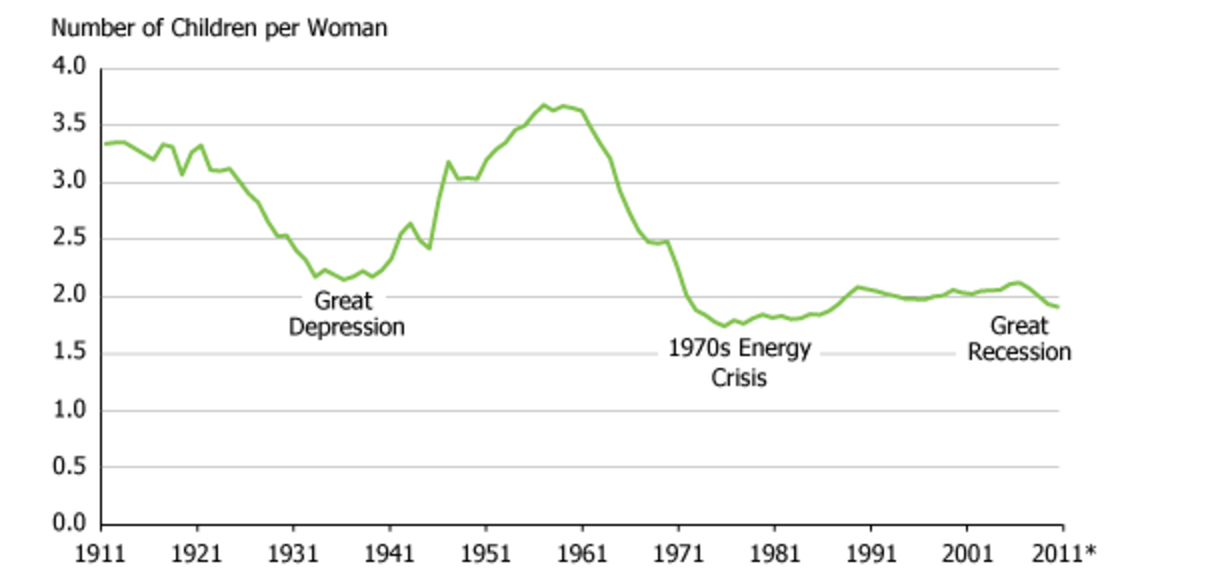 Number of Children per Woman
4.0
3.5
3.0
2.5
2.0
Great
Depression
Great
Recession
1.5
1970s Energy
Crisis
1.0
0.5
0.0
1911 1921 1931 1941 1951 1961 1971 1981 1991 2001 2011*